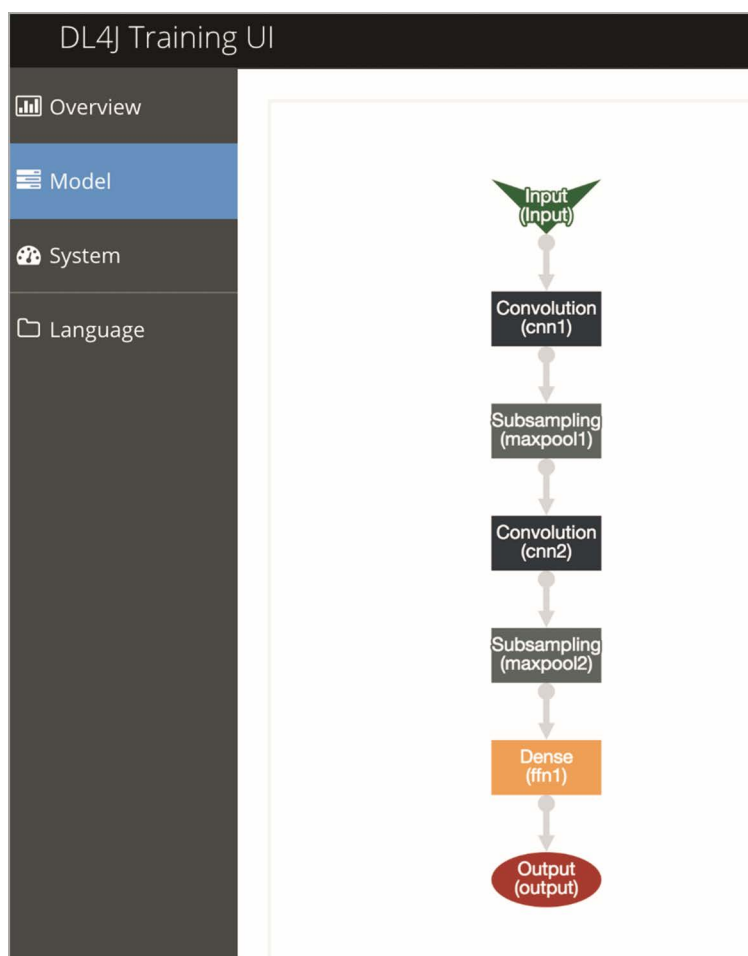 DL4J Training UI
Overview
Model
System
Language
Input
(Input)
Convolution
(cnn1)
Subsampling
(maxpool1)
Convolution
(cnn2)
Subsampling
(maxpool2)
Dense
(ffn1)
Output
(output)